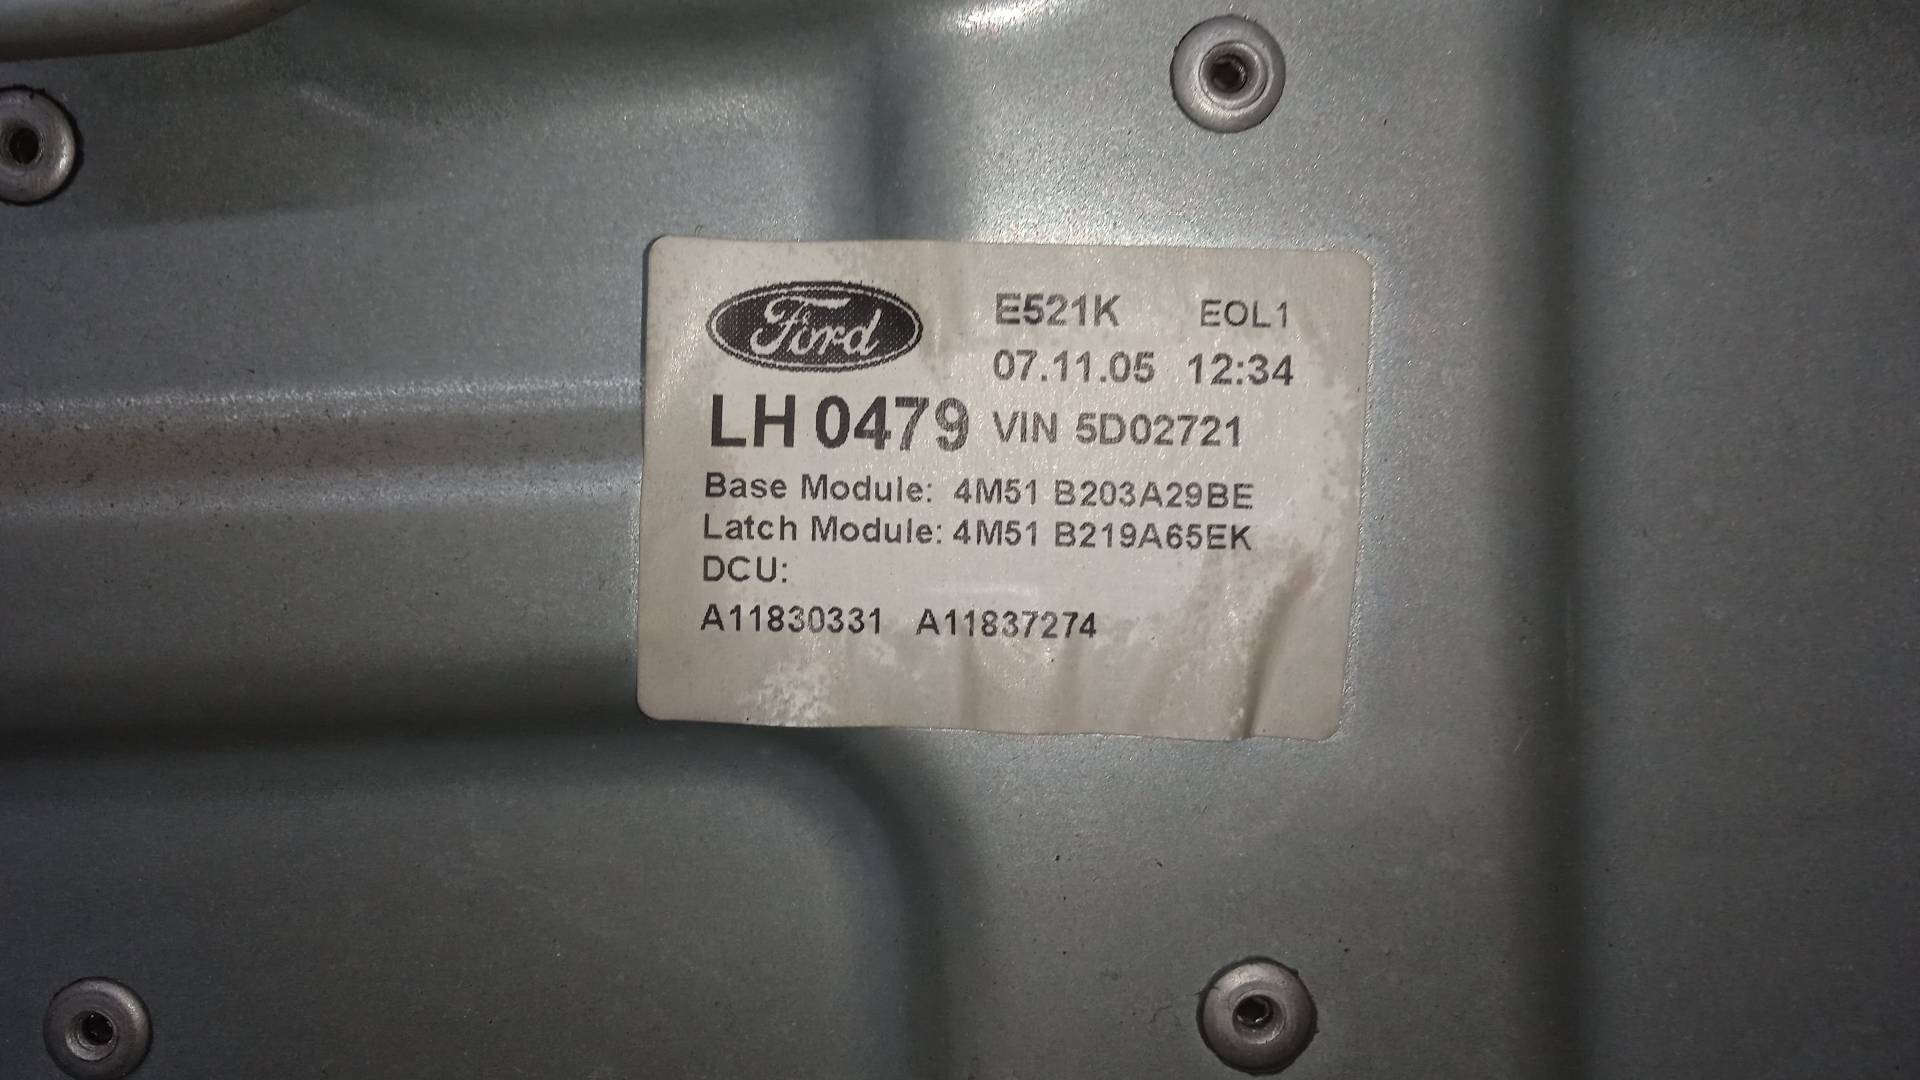 Ford
E521K EOL1
07.11.05 12:34
LH 0479 VIN 5D02721
Base Module: 4M51 B203A29BE
Latch Module: 4M51 B219A65EK
DCU:
A11830331 A11837274